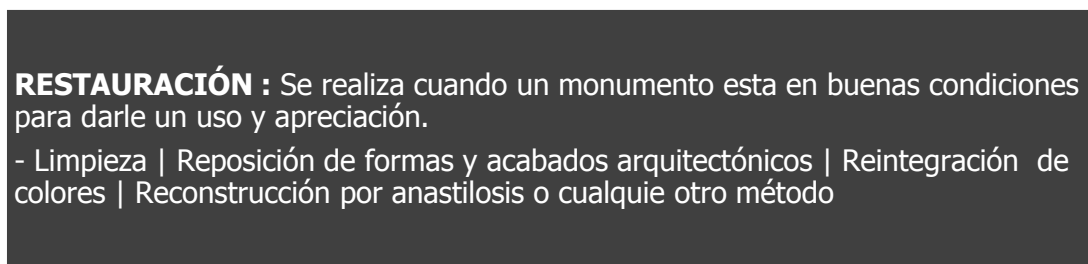 RESTAURACIÓN : Se realiza cuando un monumento esta en buenas condiciones
para darle un uso y apreciación.
- Limpieza | Reposición de formas y acabados arquitectónicos | Reintegración de
colores | Reconstrucción por anastilosis o cualquie otro método